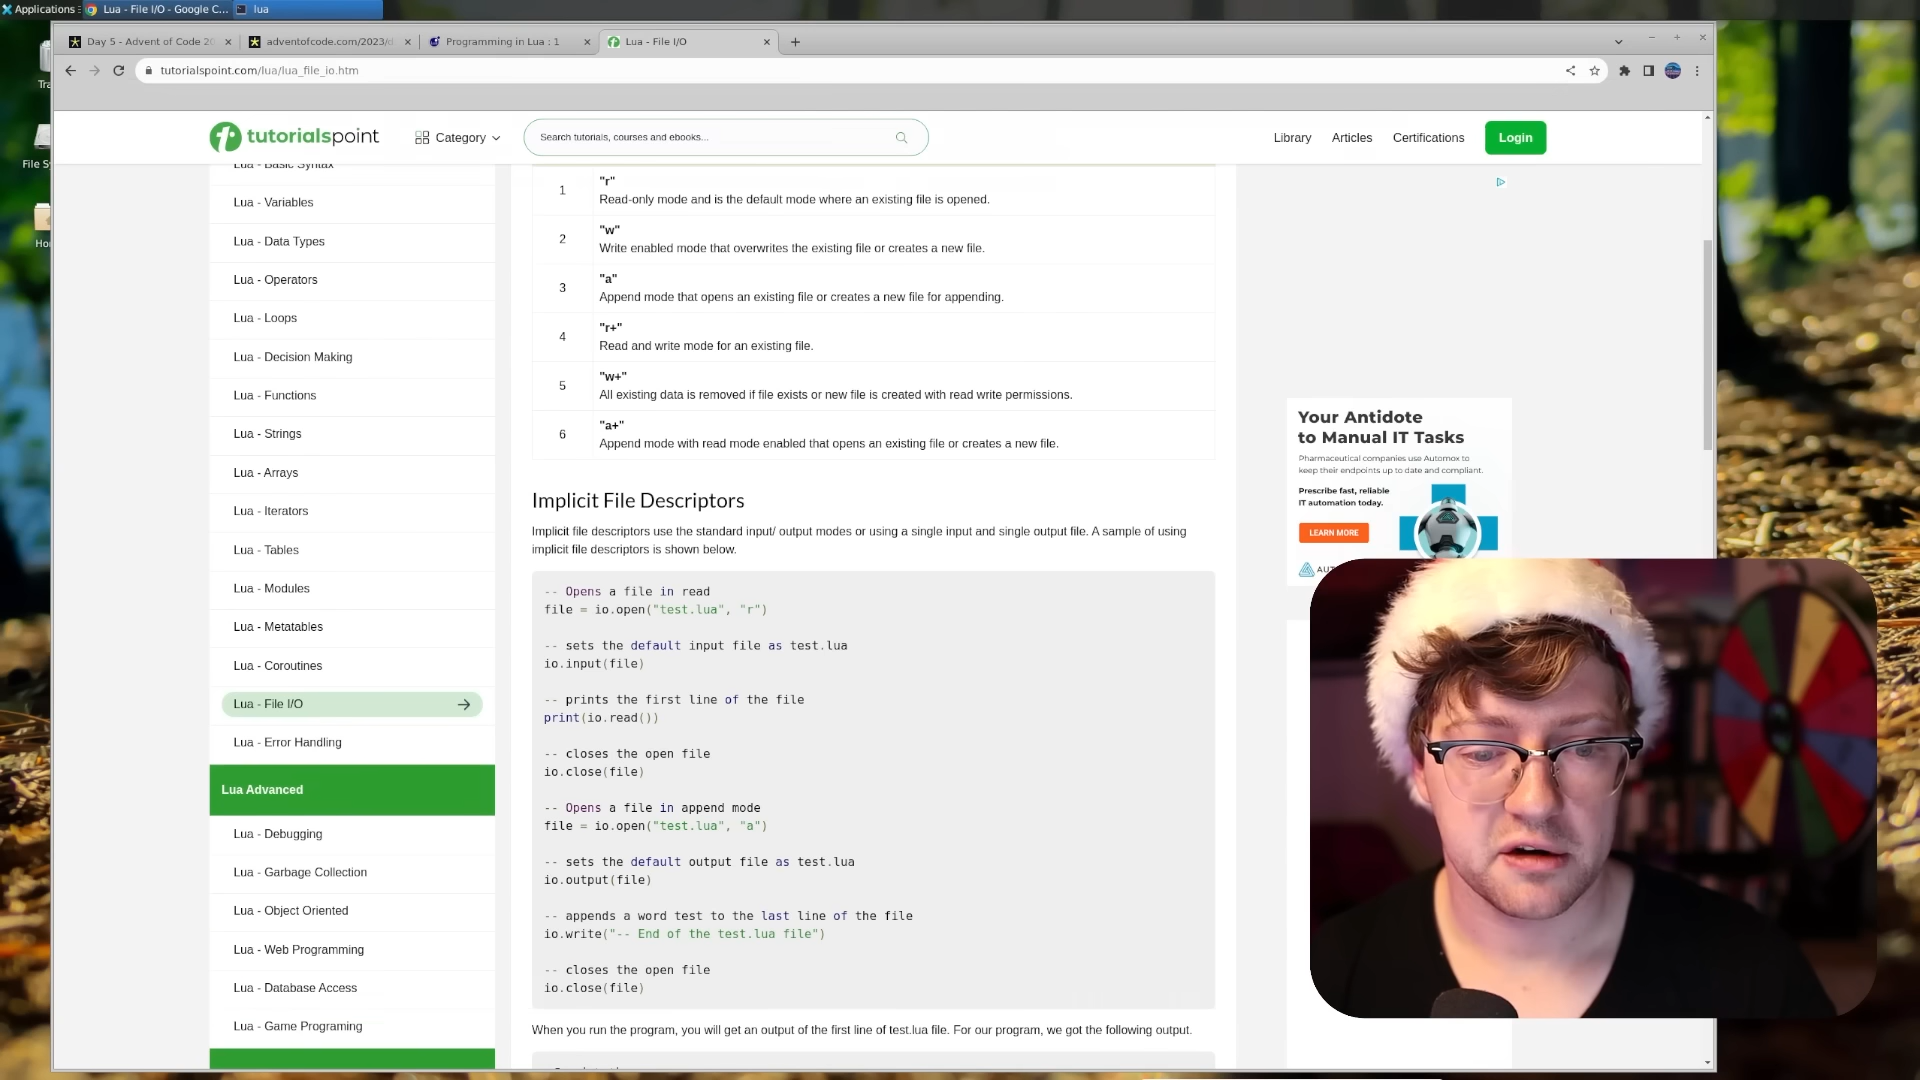 Applications
Lua - File I/O - Google C...
lua
Day 5 - Advent of Code 20
adventofcode.com/2023/d
Programming in Lua : 1
Lua - File I/O
tutorialspoint.com/lua/lua_file_io.htm
tutorialspoint
Category
Search tutorials, courses and ebooks...
Library
Articles
Certifications
Login
Tra
File Sy
Ho
Lua - Basic Syntax
Lua - Variables
Lua - Data Types
Lua - Operators
Lua - Loops
Lua - Decision Making
Lua - Functions
Lua - Strings
Lua - Arrays
Lua - Iterators
Lua - Tables
Lua - Modules
Lua - Metatables
Lua - Coroutines
Lua - File I/O
Lua - Error Handling
Lua Advanced
Lua - Debugging
Lua - Garbage Collection
Lua - Object Oriented
Lua - Web Programming
Lua - Database Access
Lua - Game Programing
1
"r"
Read-only mode and is the default mode where an existing file is opened.
2
"w"
Write enabled mode that overwrites the existing file or creates a new file.
3
"a"
Append mode that opens an existing file or creates a new file for appending.
4
"r+"
Read and write mode for an existing file.
5
"w+"
All existing data is removed if file exists or new file is created with read write permissions.
6
"a+"
Append mode with read mode enabled that opens an existing file or creates a new file.
Implicit File Descriptors
Implicit file descriptors use the standard input/ output modes or using a single input and single output file. A sample of using
implicit file descriptors is shown below.
-- Opens a file in read
file = io.open("test.lua", "r")
-- sets the default input file as test.lua
io.input(file)
-- prints the first line of the file
print(io.read())
-- closes the open file
io.close(file)
-- Opens a file in append mode
file = io.open("test.lua", "a")
-- sets the default output file as test.lua
io.output(file)
-- appends a word test to the last line of the file
io.write("-- End of the test.lua file")
-- closes the open file
io.close(file)
When you run the program, you will get an output of the first line of test.lua file. For our program, we got the following output.
Your Antidote
to Manual IT Tasks
Pharmaceutical companies use Automox to
keep their endpoints up to date and compliant.
Prescribe fast, reliable
IT automation today.
LEARN MORE
AU